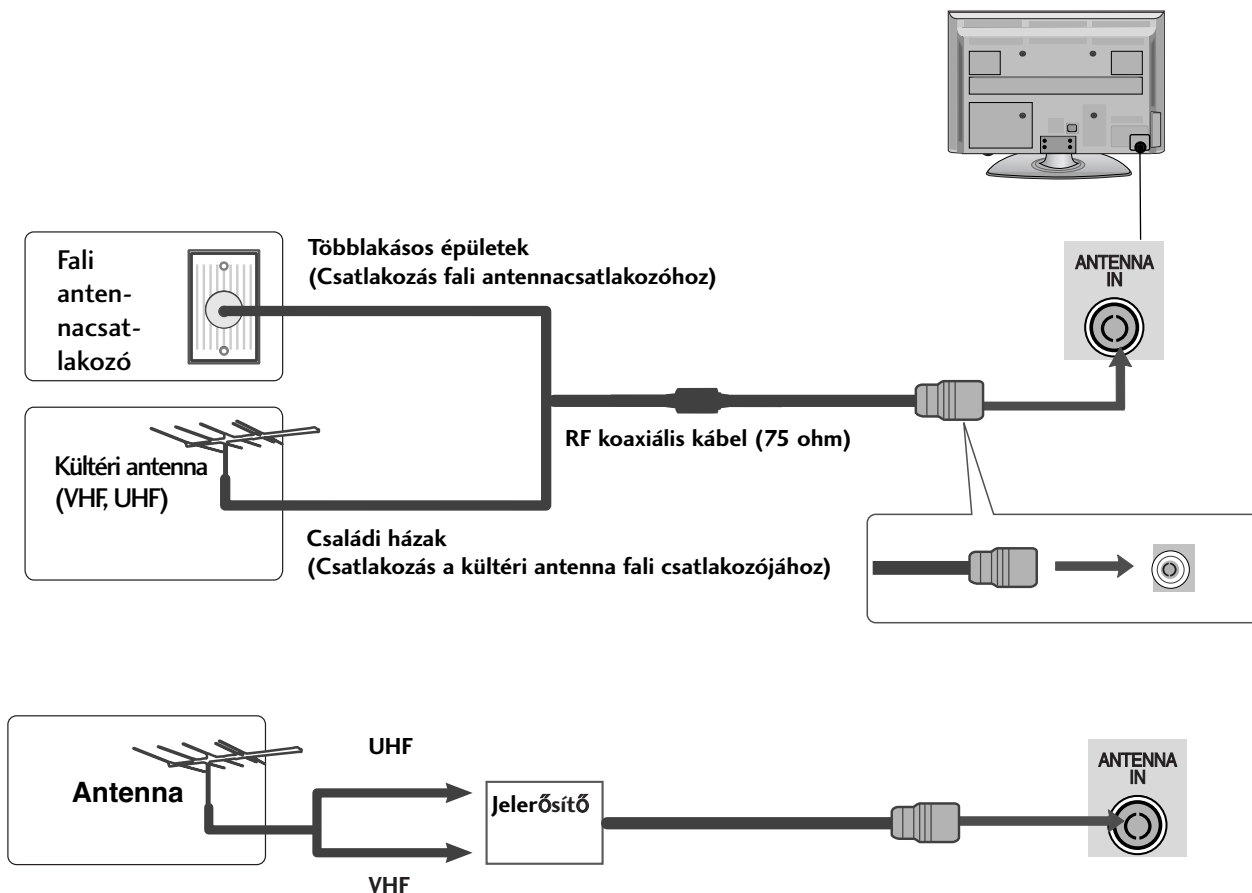 ANTENNA
IN
Fali
anten-
nacsat-
lakozó
Többlakásos épületek
(Csatlakozás fali antennacsatlakozóhoz)
RF koaxiális kábel (75 ohm)
Kültéri antenna
(VHF, UHF)
Családi házak
(Csatlakozás a kültéri antenna fali csatlakozójához)
Antenna
UHF
VHF
Jelerősítő
ANTENNA
IN